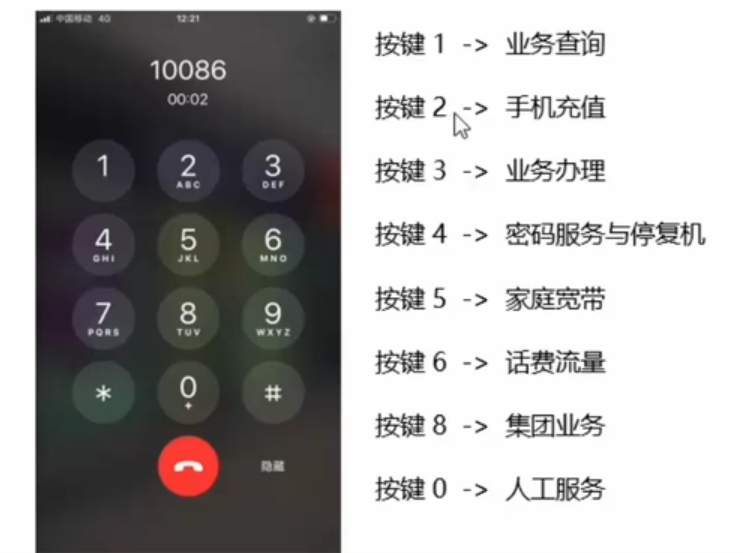 中国移动 4G 12:21
10086
00:02
1 2 3
ABC DEF
4 5 6
GHI JKL MNO
7 8 9
PQRS TUV WXYZ
* 0 #
+
隐藏
按键 1 -> 业务查询
按键 2 -> 手机充值
按键 3 -> 业务办理
按键 4 -> 密码服务与停复机
按键 5 -> 家庭宽带
按键 6 -> 话费流量
按键 8 -> 集团业务
按键 0 -> 人工服务